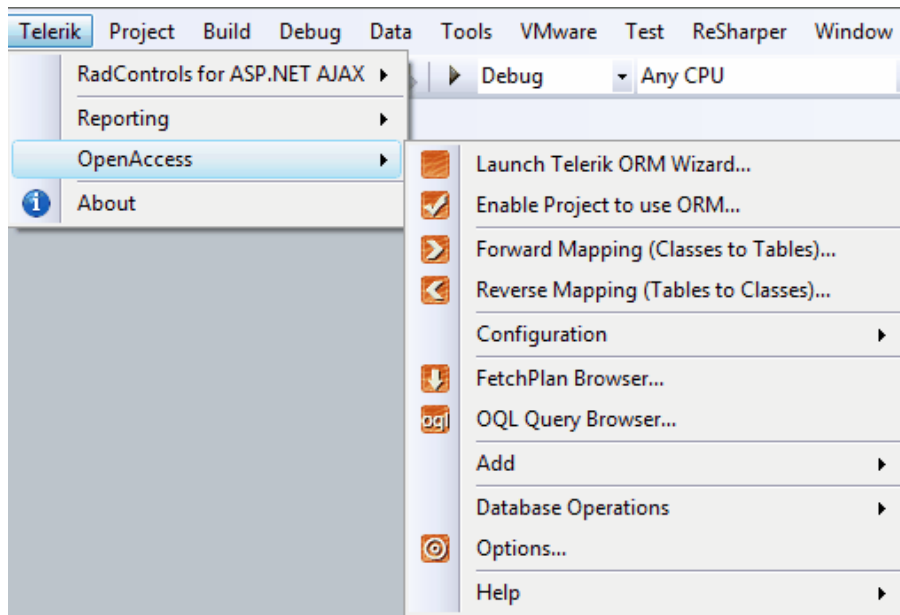 Telerik Project Build Debug Data Tools VMware Test ReSharper Window
RadControls for ASP.NET AJAX
Debug Any CPU
Reporting
OpenAccess
About
Launch Telerik ORM Wizard...
Enable Project to use ORM...
Forward Mapping (Classes to Tables)...
Reverse Mapping (Tables to Classes)...
Configuration
FetchPlan Browser...
oql OQL Query Browser...
Add
Database Operations
Options...
Help